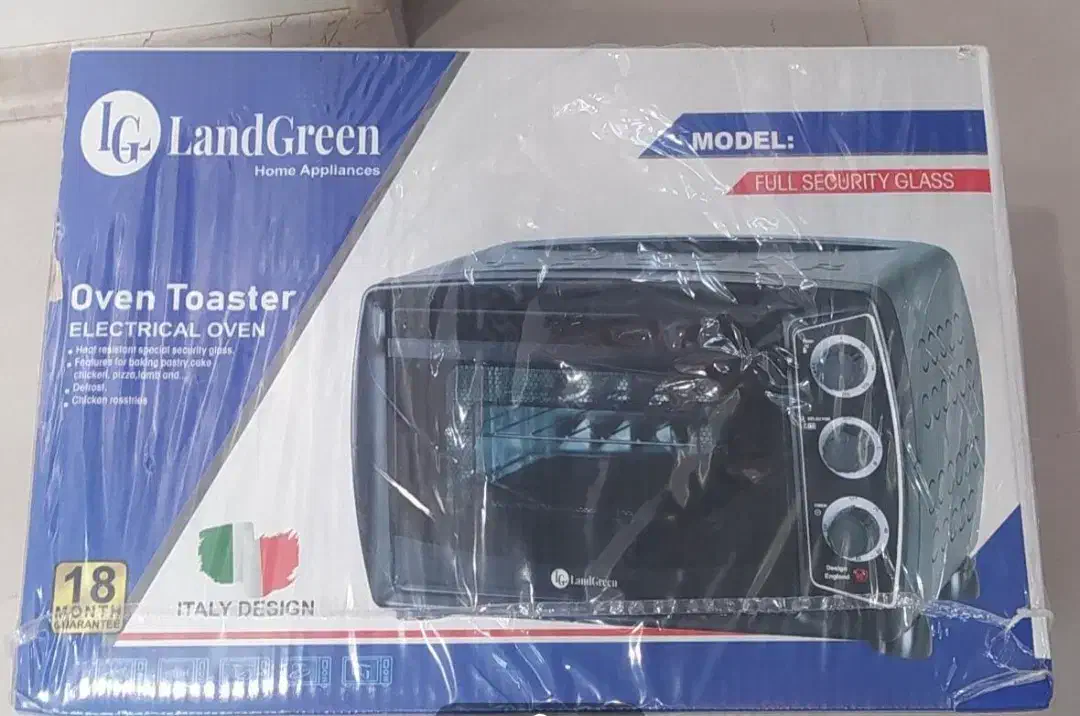 LG LandGreen
Home Appliances
MODEL:
FULL SECURITY GLASS
Oven Toaster
ELECTRICAL OVEN
• Heat resistant special security glass.
• Features for baking pastry,cake
chicken, pizza,lamb and...
• Defrost.
• Chicken rosstries
18
MONTH
GUARANTEE
ITALY DESIGN
LG LandGreen
Design
England